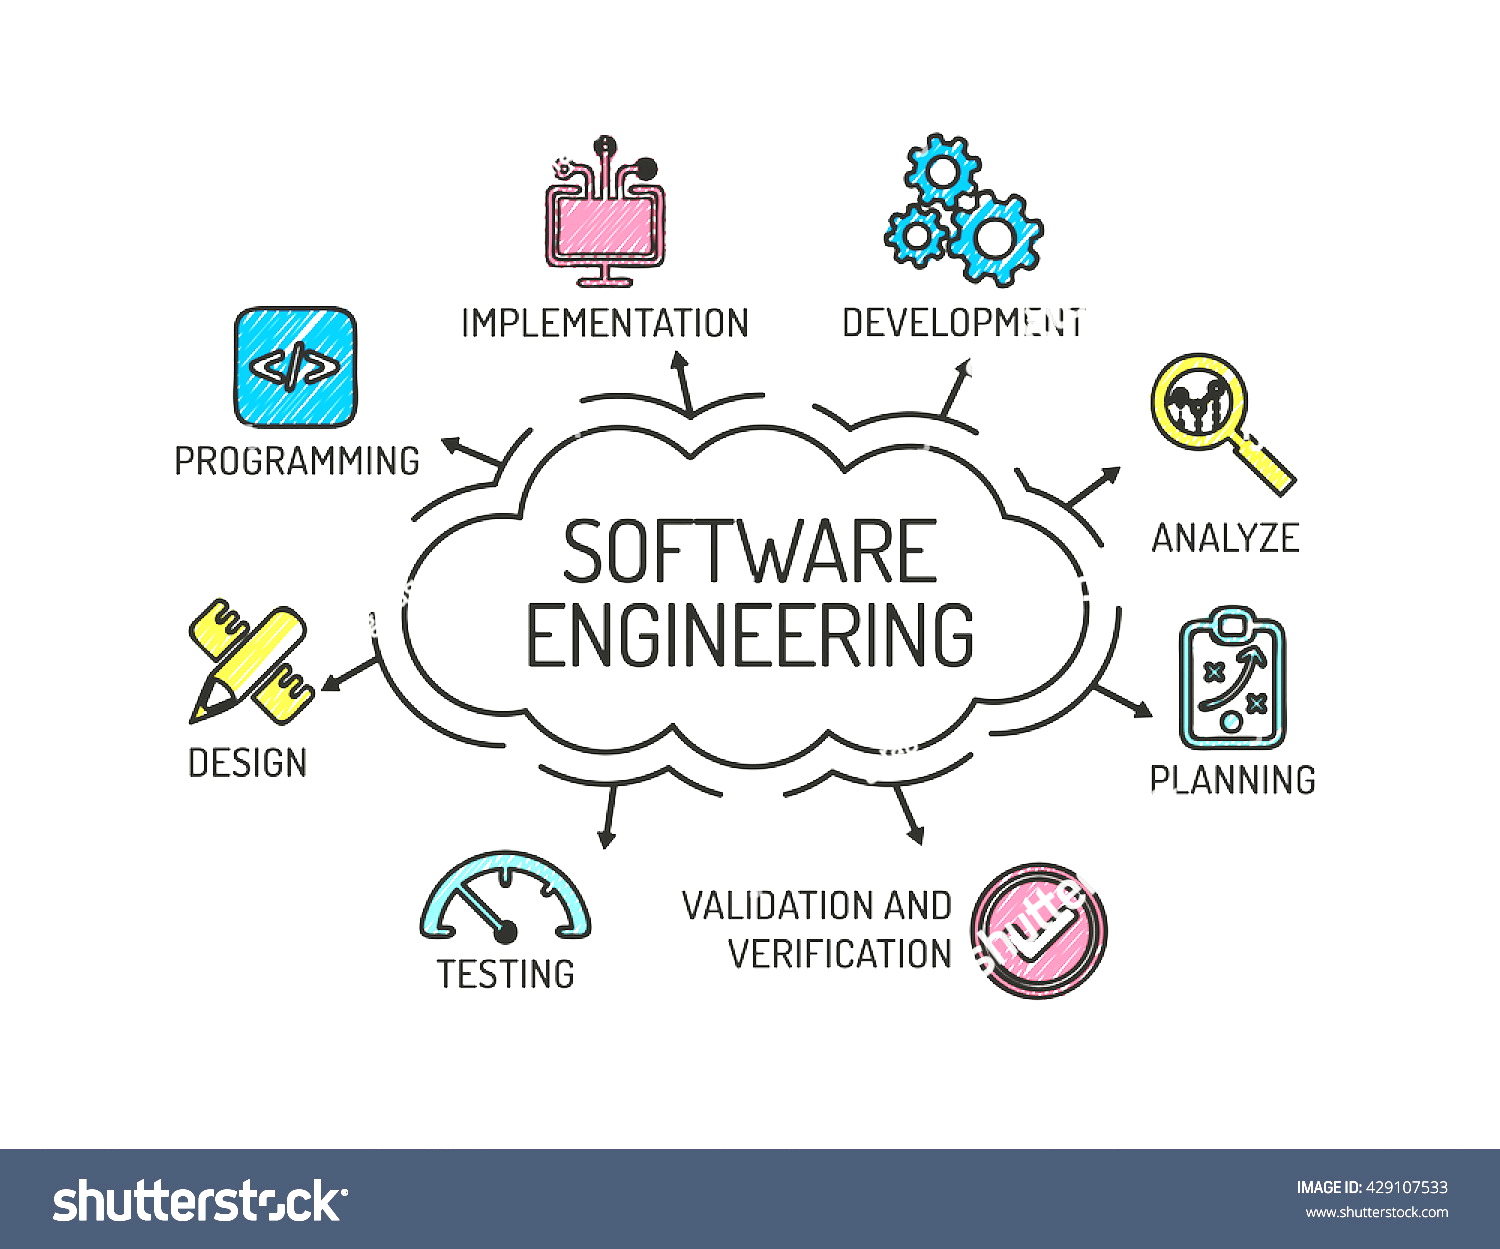 IMPLEMENTATION
DEVELOPMENT
PROGRAMMING
ANALYZE
SOFTWARE
ENGINEERING
DESIGN
PLANNING
TESTING
VALIDATION AND
VERIFICATION
shutte
shutterstock
IMAGE ID: 429107533
www.shutterstock.com